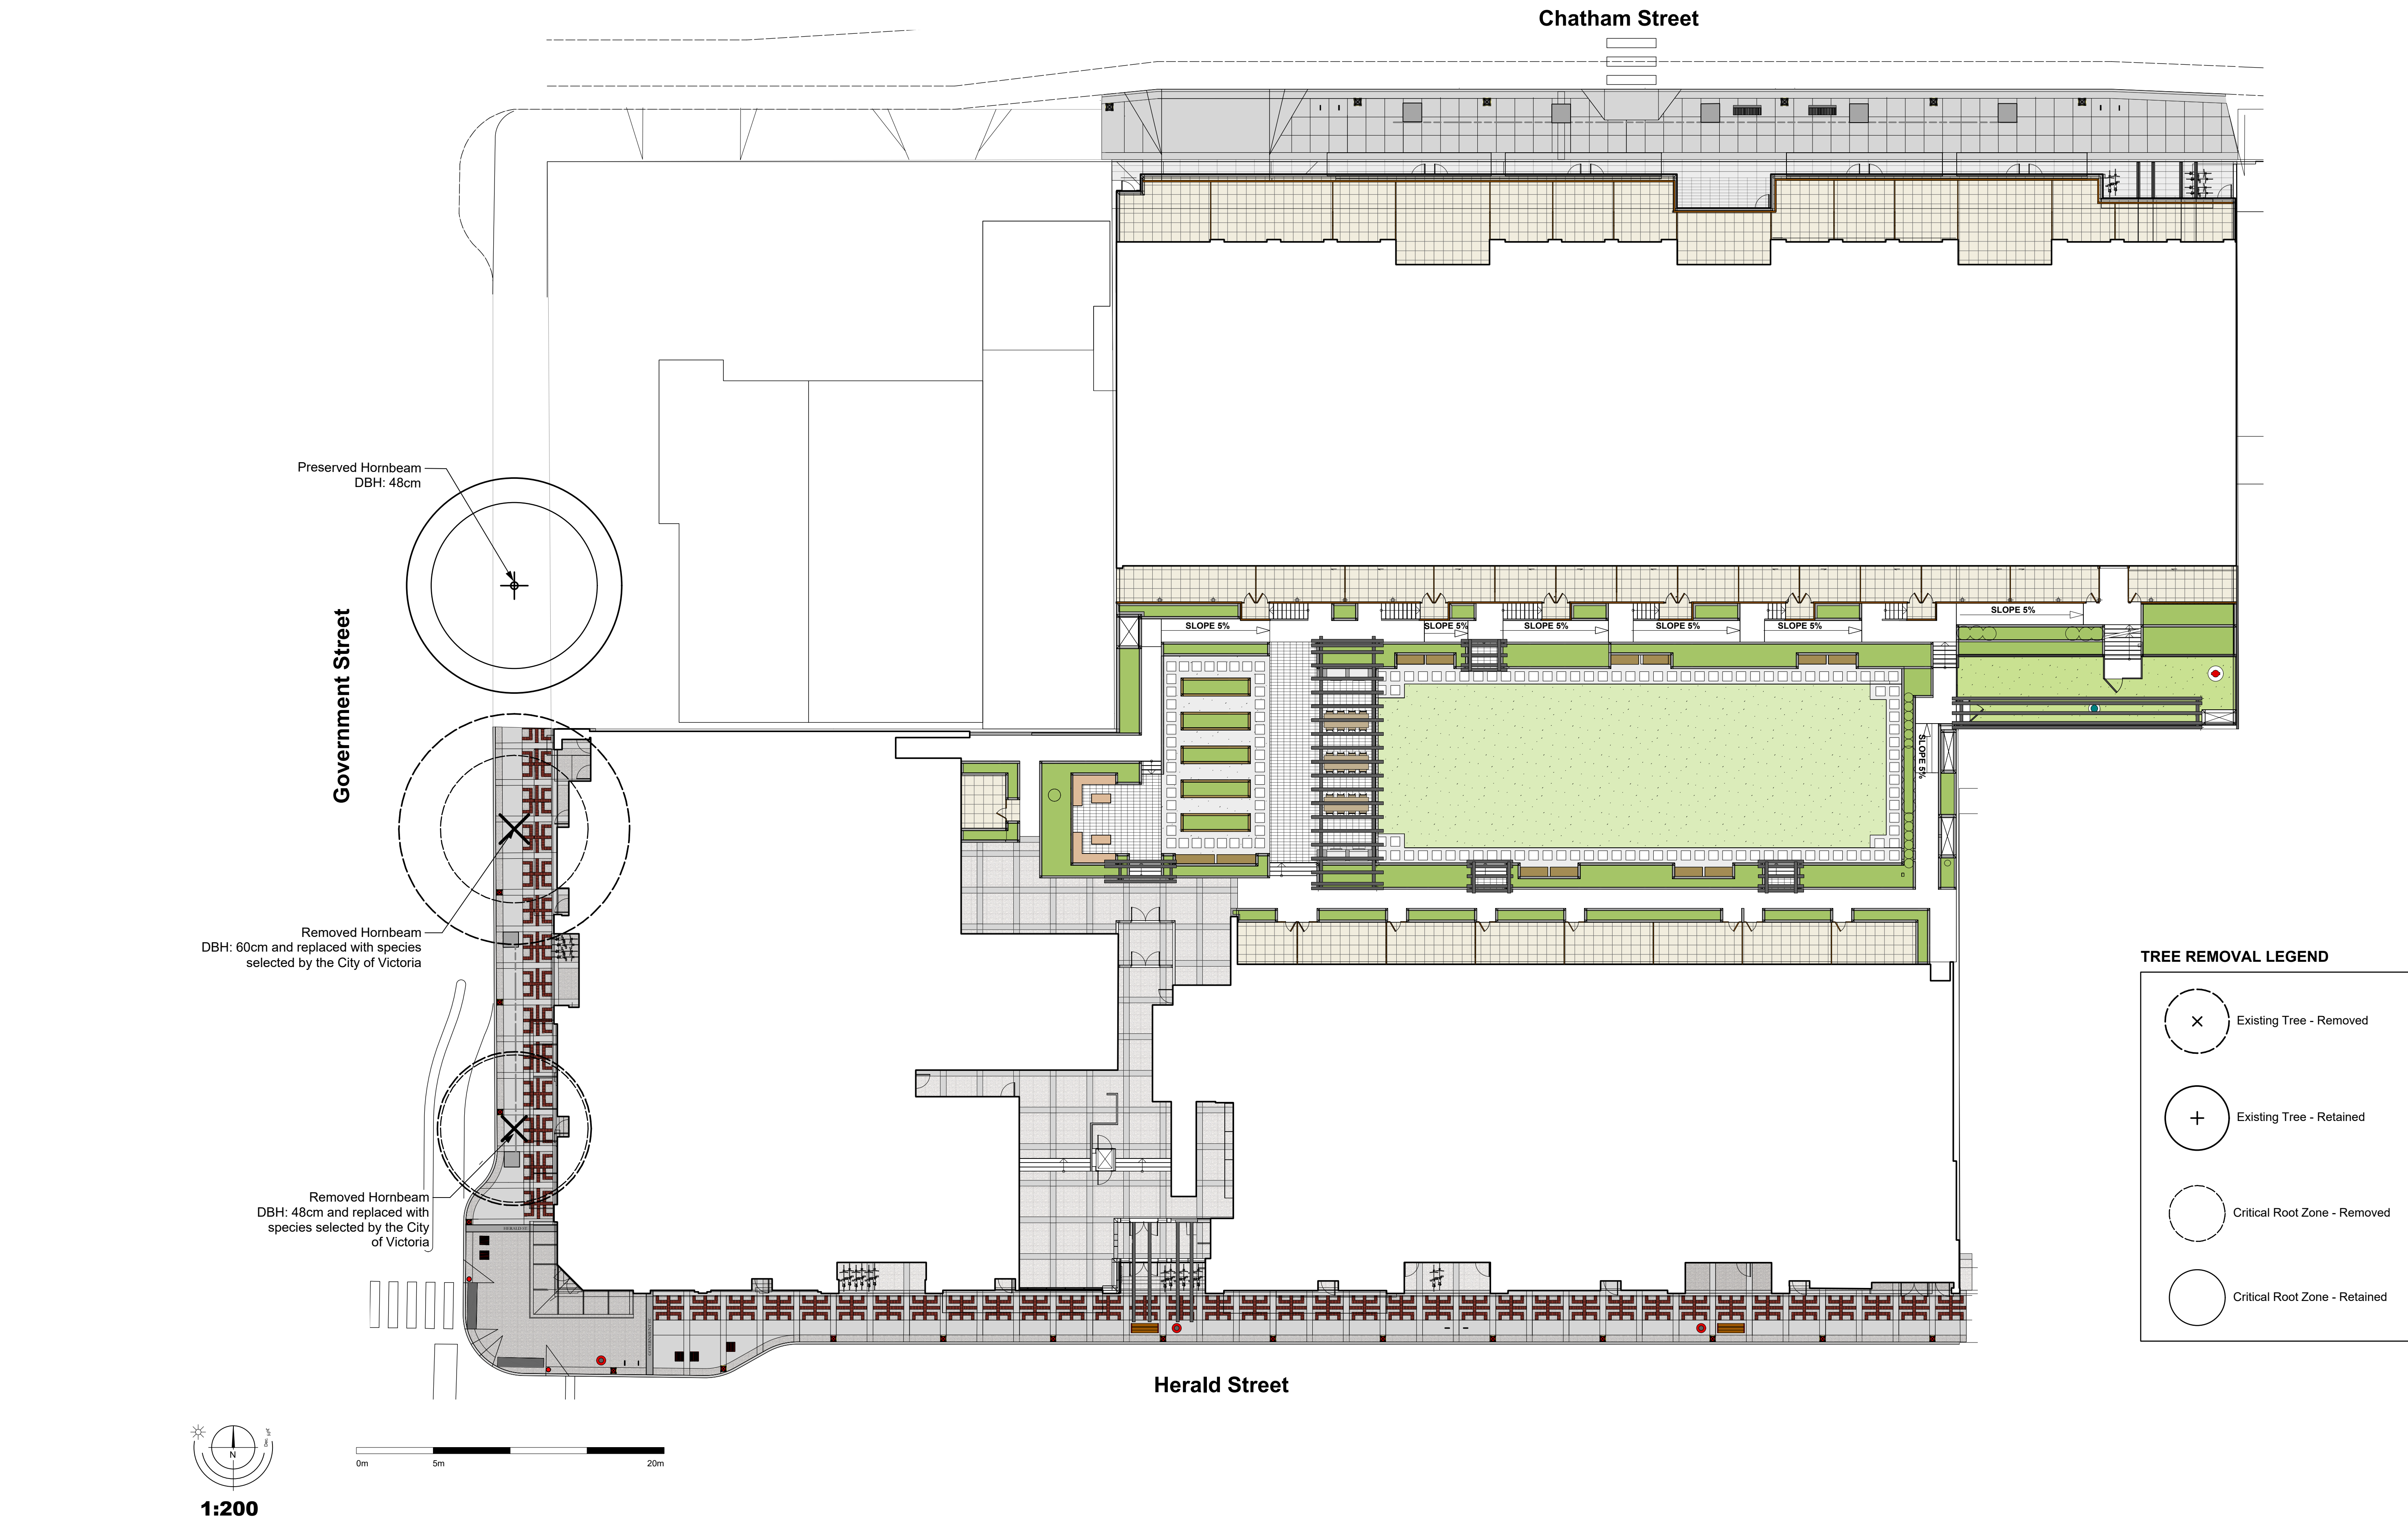 Chatham Street
Preserved Hornbeam
DBH: 48cm
Government Street
SLOPE 5%
SLOPE 5%
SLOPE 5%
SLOPE 5%
SLOPE 5%
SLOPE 5%
SLOPE 5%
Removed Hornbeam
DBH: 60cm and replaced with species
selected by the City of Victoria
TREE REMOVAL LEGEND
Existing Tree - Removed
Existing Tree - Retained
Critical Root Zone - Removed
Critical Root Zone - Retained
Removed Hornbeam
DBH: 48cm and replaced with
species selected by the City
of Victoria
Herald Street
N
0m
5m
20m
1:200